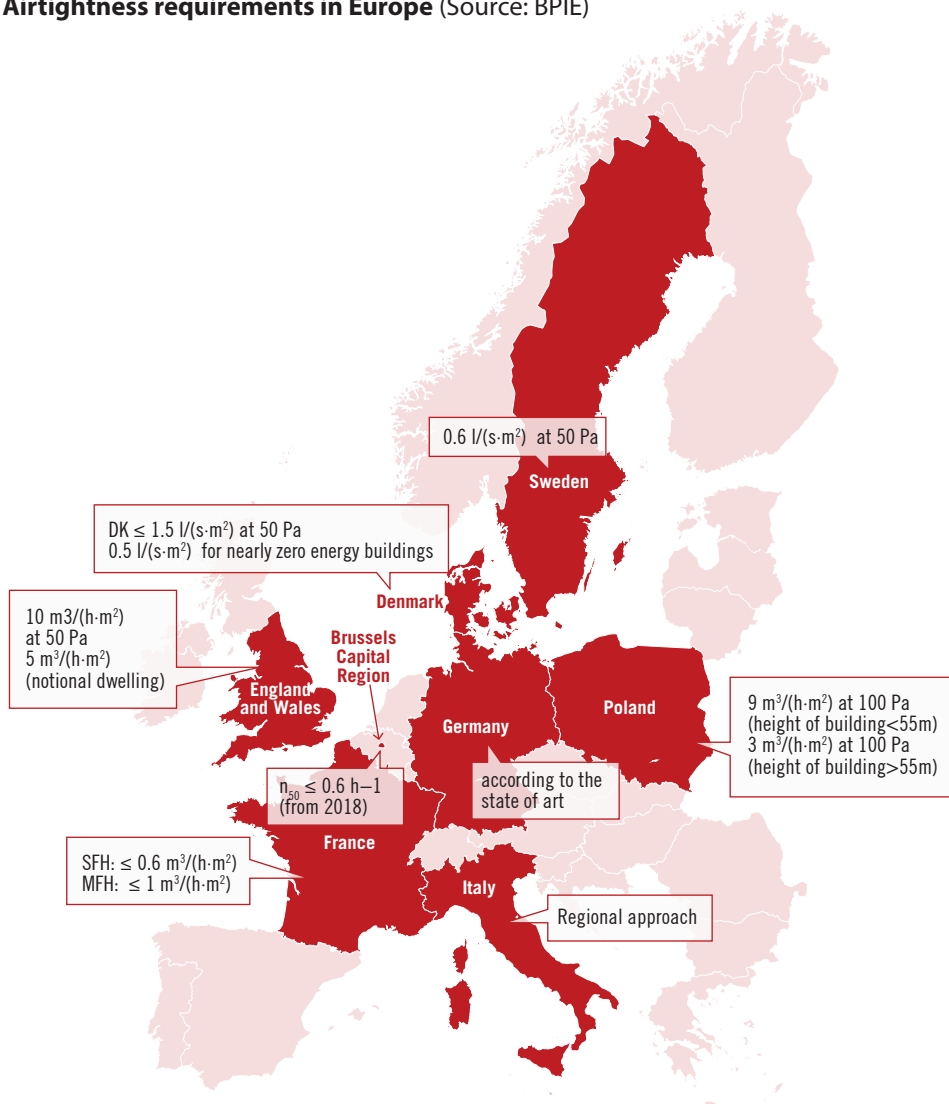 Airtightness requirements in Europe (Source: BPIE)
0.6 l/(s·m²) at 50 Pa
Sweden
DK ≤ 1.5 l/(s·m²) at 50 Pa
0.5 l/(s·m²) for nearly zero energy buildings
Denmark
10 m3/(h·m²)
at 50 Pa
5 m³/(h·m²)
(notional dwelling)
England
and Wales
Brussels
Capital
Region
Germany
Poland
9 m³/(h·m²) at 100 Pa
(height of building<55m)
3 m³/(h·m²) at 100 Pa
(height of building>55m)
according to the
state of art
n₅₀ ≤ 0.6 h–1
(from 2018)
France
SFH: ≤ 0.6 m³/(h·m²)
MFH: ≤ 1 m³/(h·m²)
Italy
Regional approach